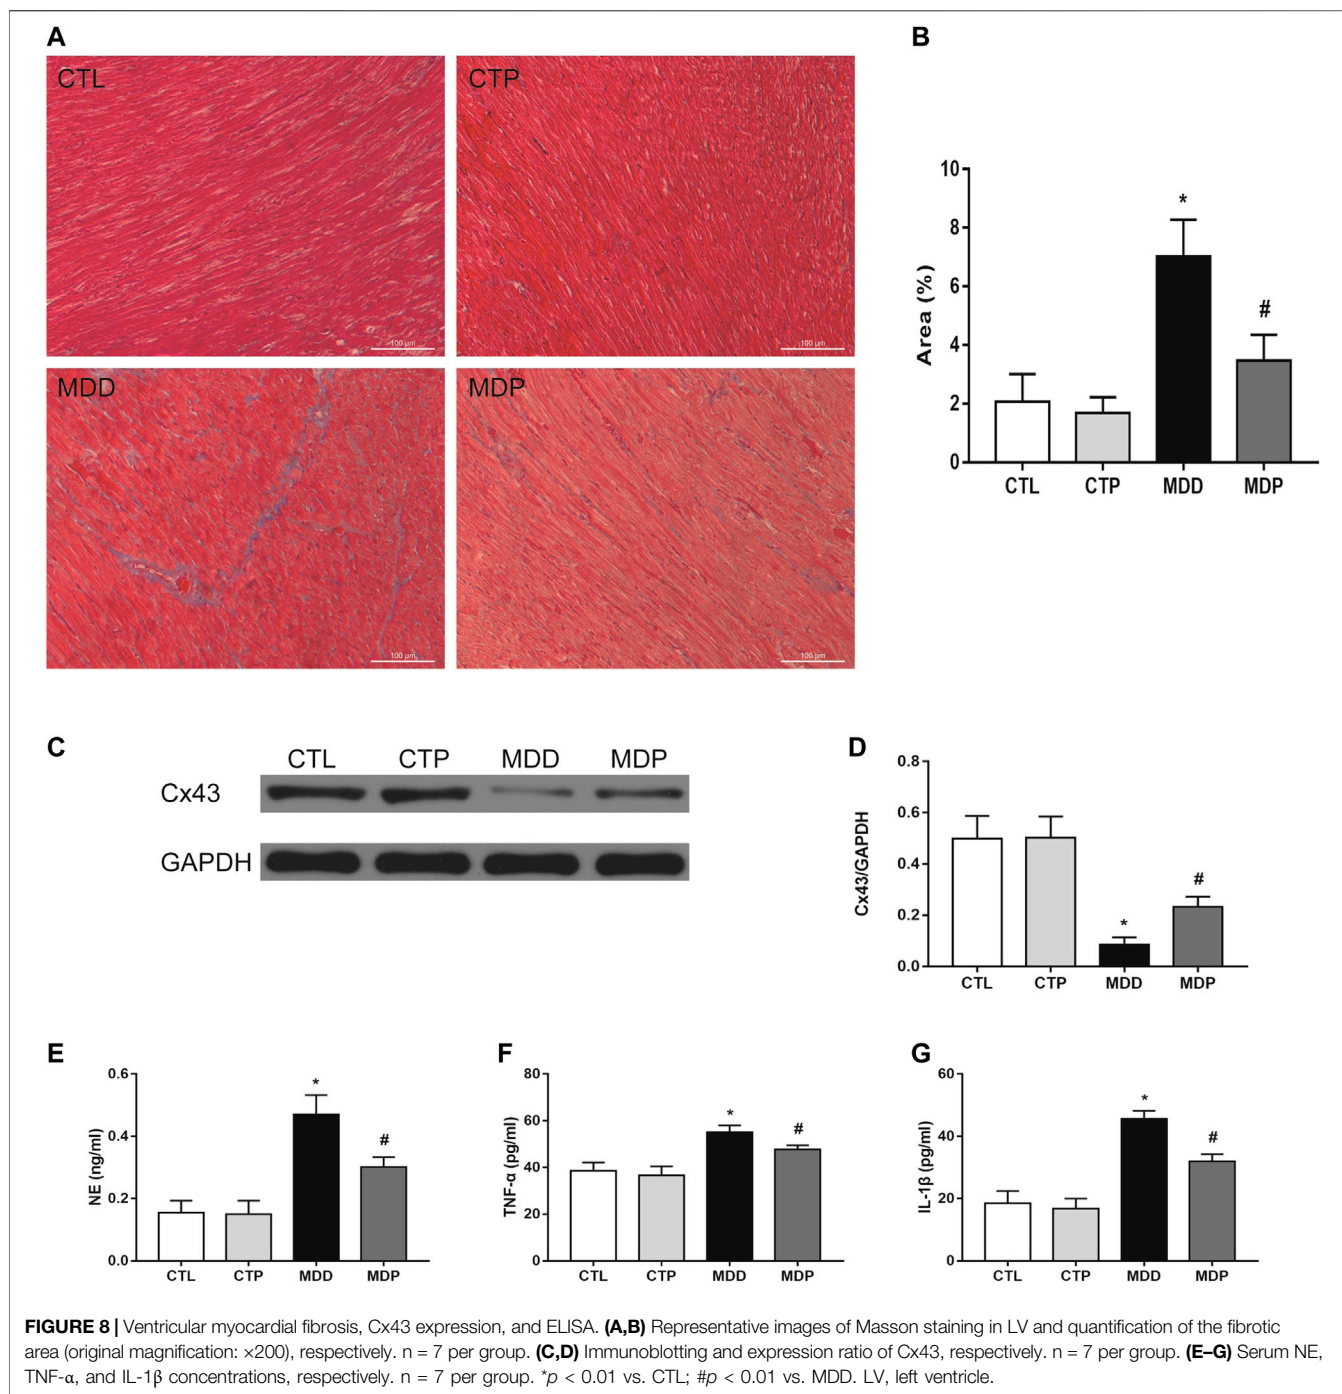 A
CTL
CTP
100 µm
100 µm
MDD
MDP
100 µm
100 µm
B
Area (%)
10
8
6
4
2
0
*
#
CTL CTP MDD MDP
C
CTL CTP MDD MDP
Cx43
GAPDH
D
Cx43/GAPDH
0.8
0.6
0.4
0.2
0.0
*
#
CTL CTP MDD MDP
E
NE (ng/ml)
0.6
0.4
0.2
0.0
*
#
CTL CTP MDD MDP
F
TNF-α (pg/ml)
80
60
40
20
0
*
#
CTL CTP MDD MDP
G
IL-1β (pg/ml)
60
40
20
0
*
#
CTL CTP MDD MDP
FIGURE 8 | Ventricular myocardial fibrosis, Cx43 expression, and ELISA. (A,B) Representative images of Masson staining in LV and quantification of the fibrotic
area (original magnification: ×200), respectively. n = 7 per group. (C,D) Immunoblotting and expression ratio of Cx43, respectively. n = 7 per group. (E–G) Serum NE,
TNF-α, and IL-1β concentrations, respectively. n = 7 per group. *p < 0.01 vs. CTL; #p < 0.01 vs. MDD. LV, left ventricle.